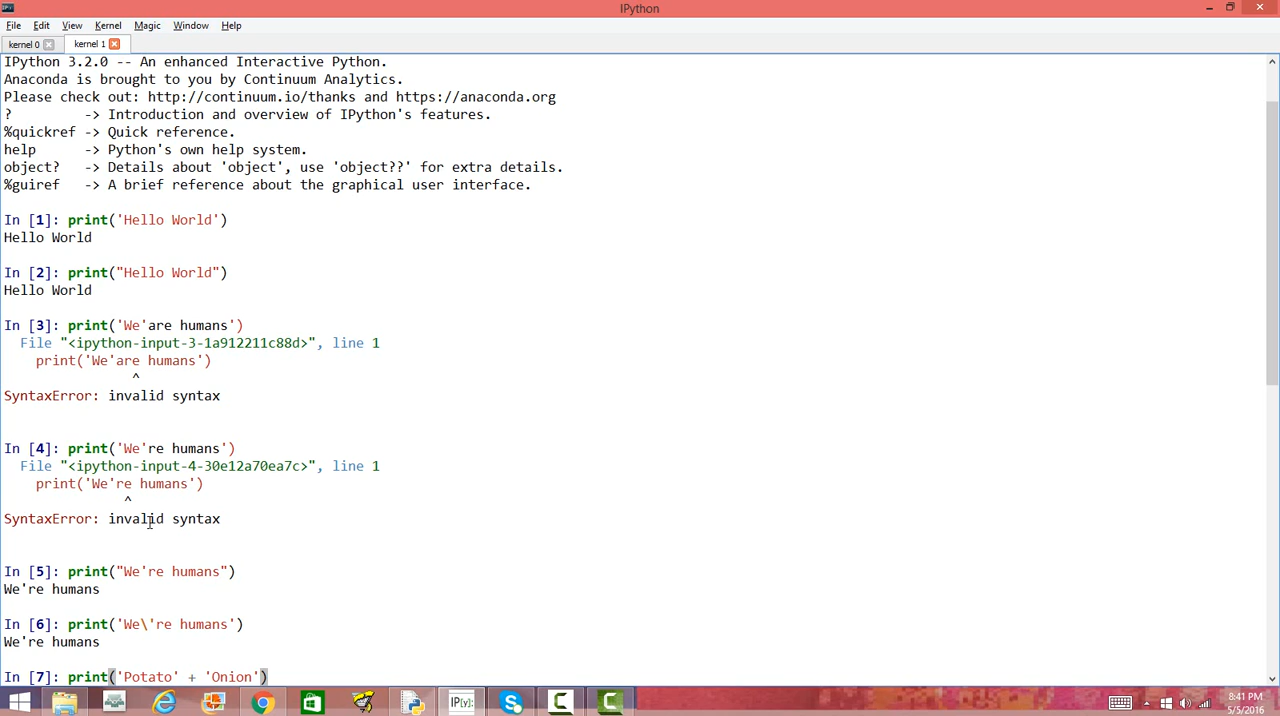 IPython
File Edit View Kernel Magic Window Help
kernel 0 kernel 1
IPython 3.2.0 -- An enhanced Interactive Python.
Anaconda is brought to you by Continuum Analytics.
Please check out: http://continuum.io/thanks and https://anaconda.org
? -> Introduction and overview of IPython's features.
%quickref -> Quick reference.
help -> Python's own help system.
object? -> Details about 'object', use 'object??' for extra details.
%guiref -> A brief reference about the graphical user interface.
In [1]: print('Hello World')
Hello World
In [2]: print("Hello World")
Hello World
In [3]: print('We'are humans')
File "<ipython-input-3-1a912211c88d>", line 1
print('We'are humans')
^
SyntaxError: invalid syntax
In [4]: print('We're humans')
File "<ipython-input-4-30e12a70ea7c>", line 1
print('We're humans')
^
SyntaxError: invalid syntax
In [5]: print("We're humans")
We're humans
In [6]: print('We\'re humans')
We're humans
In [7]: print('Potato' + 'Onion')
IP[y]:
8:41 PM
5/5/2016